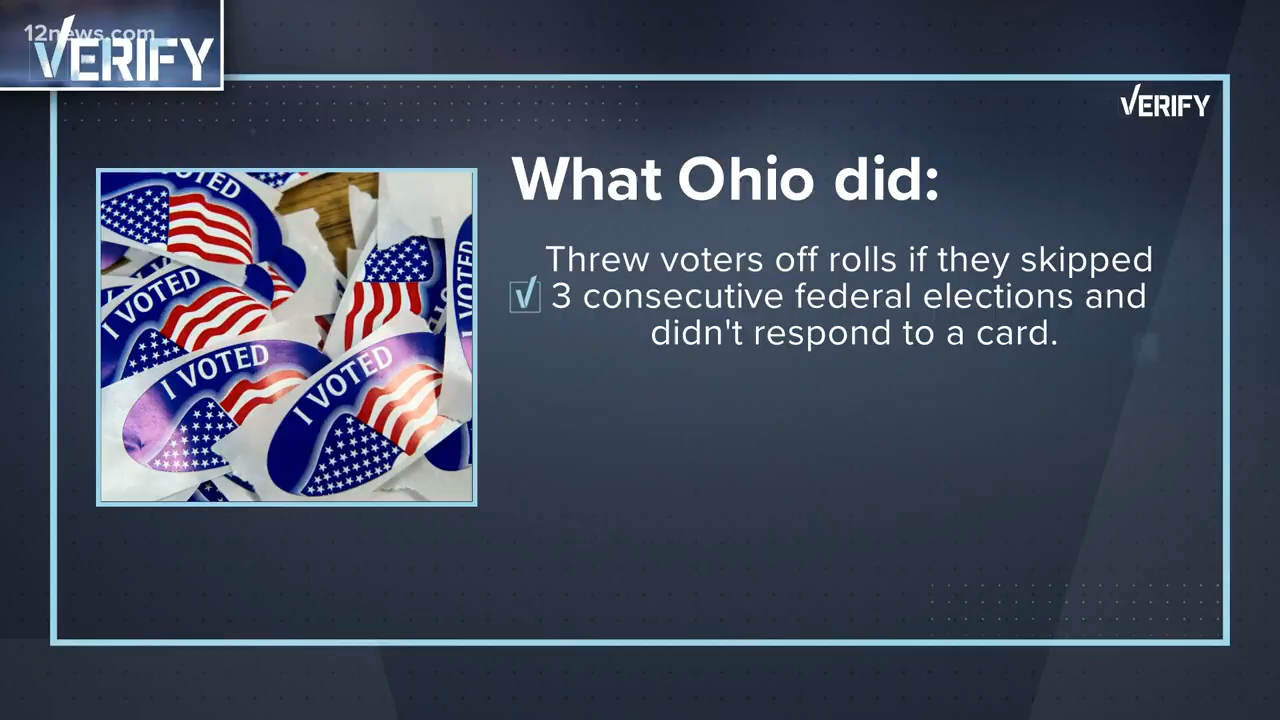 12news.com
VERIFY
VERIFY
What Ohio did:
Threw voters off rolls if they skipped
3 consecutive federal elections and
didn't respond to a card.
VOTED
I VOTED
I VOTED
I VOTED